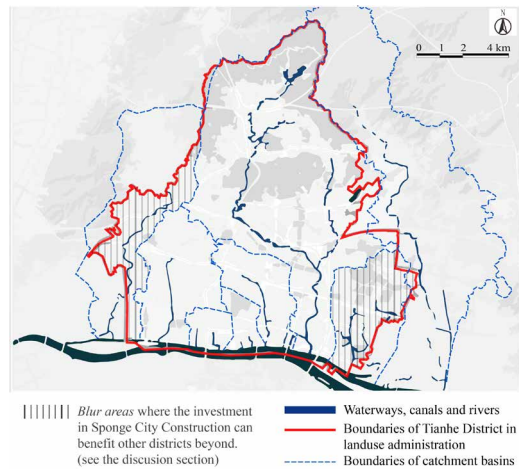 N
0 1 2 4 km
Blur areas where the investment
in Sponge City Construction can
benefit other districts beyond.
(see the discusion section)
Waterways, canals and rivers
Boundaries of Tianhe District in
landuse administration
Boundaries of catchment basins